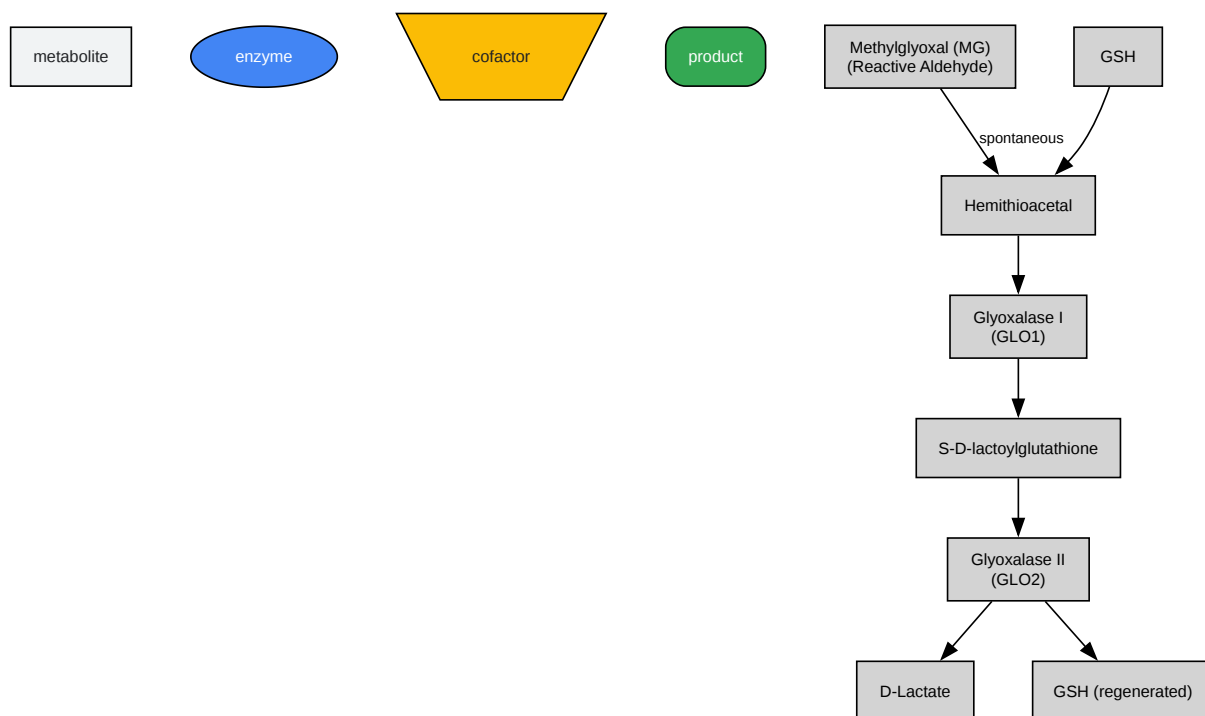 metabolite
enzyme
cofactor
product
Methylglyoxal (MG)
(Reactive Aldehyde)
GSH
spontaneous
Hemithioacetal
Glyoxalase I
(GLO1)
S-D-lactoylglutathione
Glyoxalase II
(GLO2)
D-Lactate
GSH (regenerated)